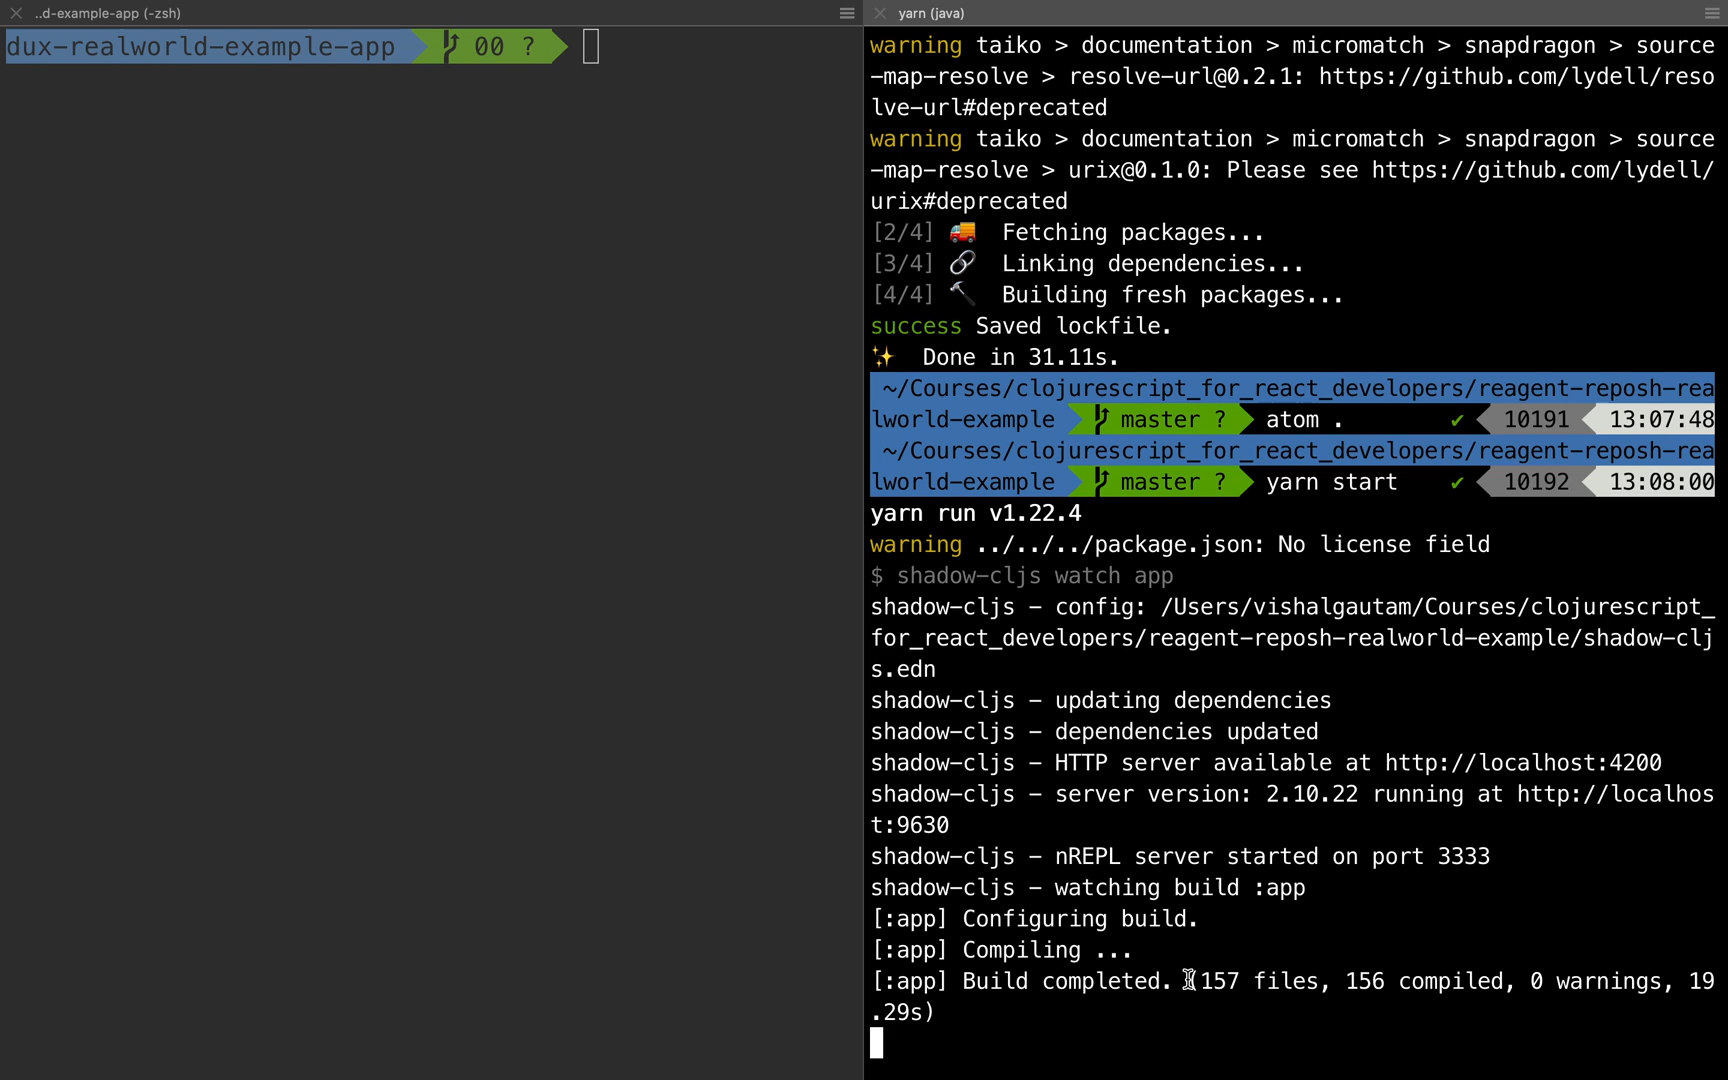 ..d-example-app (-zsh)
dux-realworld-example-app 00 ?
yarn (java)
warning taiko > documentation > micromatch > snapdragon > source
-map-resolve > resolve-url@0.2.1: https://github.com/lydell/reso
lve-url#deprecated
warning taiko > documentation > micromatch > snapdragon > source
-map-resolve > urix@0.1.0: Please see https://github.com/lydell/
urix#deprecated
[2/4] 🚚 Fetching packages...
[3/4] 🔗 Linking dependencies...
[4/4] 🔨 Building fresh packages...
success Saved lockfile.
✨ Done in 31.11s.
~/Courses/clojurescript_for_react_developers/reagent-reposh-rea
lworld-example master ? atom . ✔ 10191 13:07:48
~/Courses/clojurescript_for_react_developers/reagent-reposh-rea
lworld-example master ? yarn start ✔ 10192 13:08:00
yarn run v1.22.4
warning ../../../package.json: No license field
$ shadow-cljs watch app
shadow-cljs - config: /Users/vishalgautam/Courses/clojurescript_
for_react_developers/reagent-reposh-realworld-example/shadow-clj
s.edn
shadow-cljs - updating dependencies
shadow-cljs - dependencies updated
shadow-cljs - HTTP server available at http://localhost:4200
shadow-cljs - server version: 2.10.22 running at http://localhos
t:9630
shadow-cljs - nREPL server started on port 3333
shadow-cljs - watching build :app
[:app] Configuring build.
[:app] Compiling ...
[:app] Build completed. (157 files, 156 compiled, 0 warnings, 19
.29s)